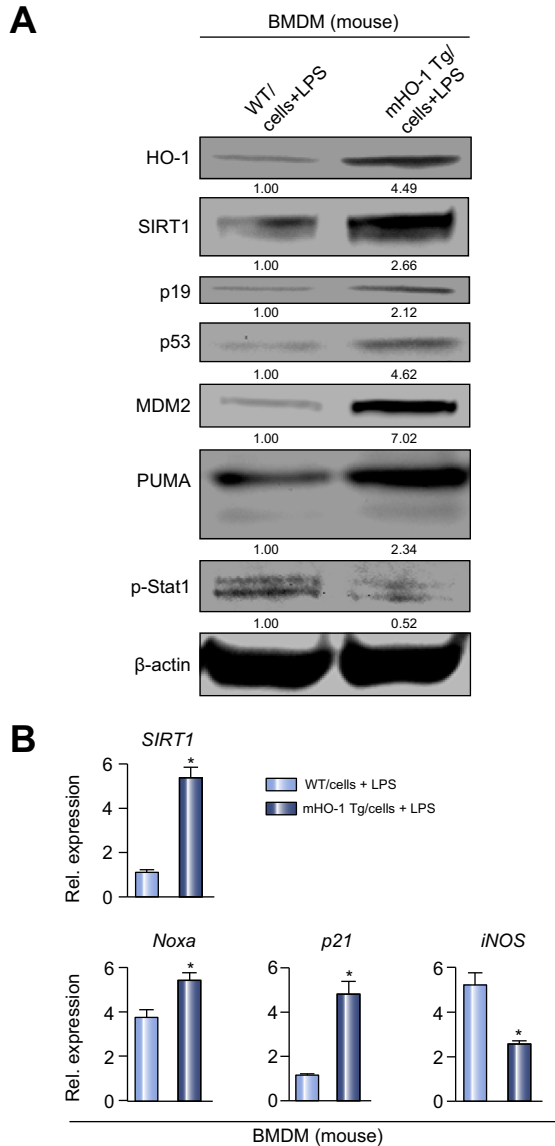 A
BMDM (mouse)
WT/
cells+LPS
mHO-1 Tg/
cells+LPS
HO-1
1.00 4.49
SIRT1
1.00 2.66
p19
1.00 2.12
p53
1.00 4.62
MDM2
1.00 7.02
PUMA
1.00 2.34
p-Stat1
1.00 0.52
β-actin
B
SIRT1
Rel. expression
6
4
2
0
*
WT/cells + LPS
mHO-1 Tg/cells + LPS
Noxa
Rel. expression
6
4
2
0
*
p21
6
4
2
0
*
iNOS
6
4
2
0
*
BMDM (mouse)